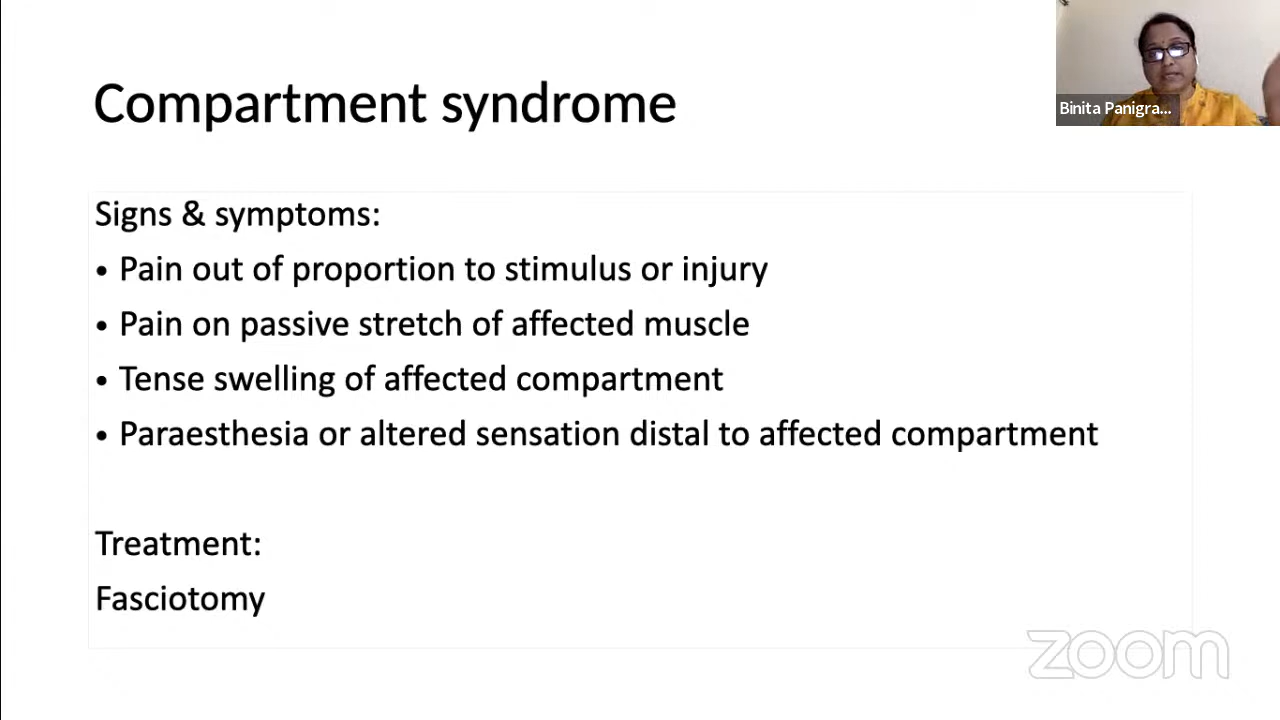 Compartment syndrome
Binita Panigra...
Signs & symptoms:
• Pain out of proportion to stimulus or injury
• Pain on passive stretch of affected muscle
• Tense swelling of affected compartment
• Paraesthesia or altered sensation distal to affected compartment
Treatment:
Fasciotomy
zoom